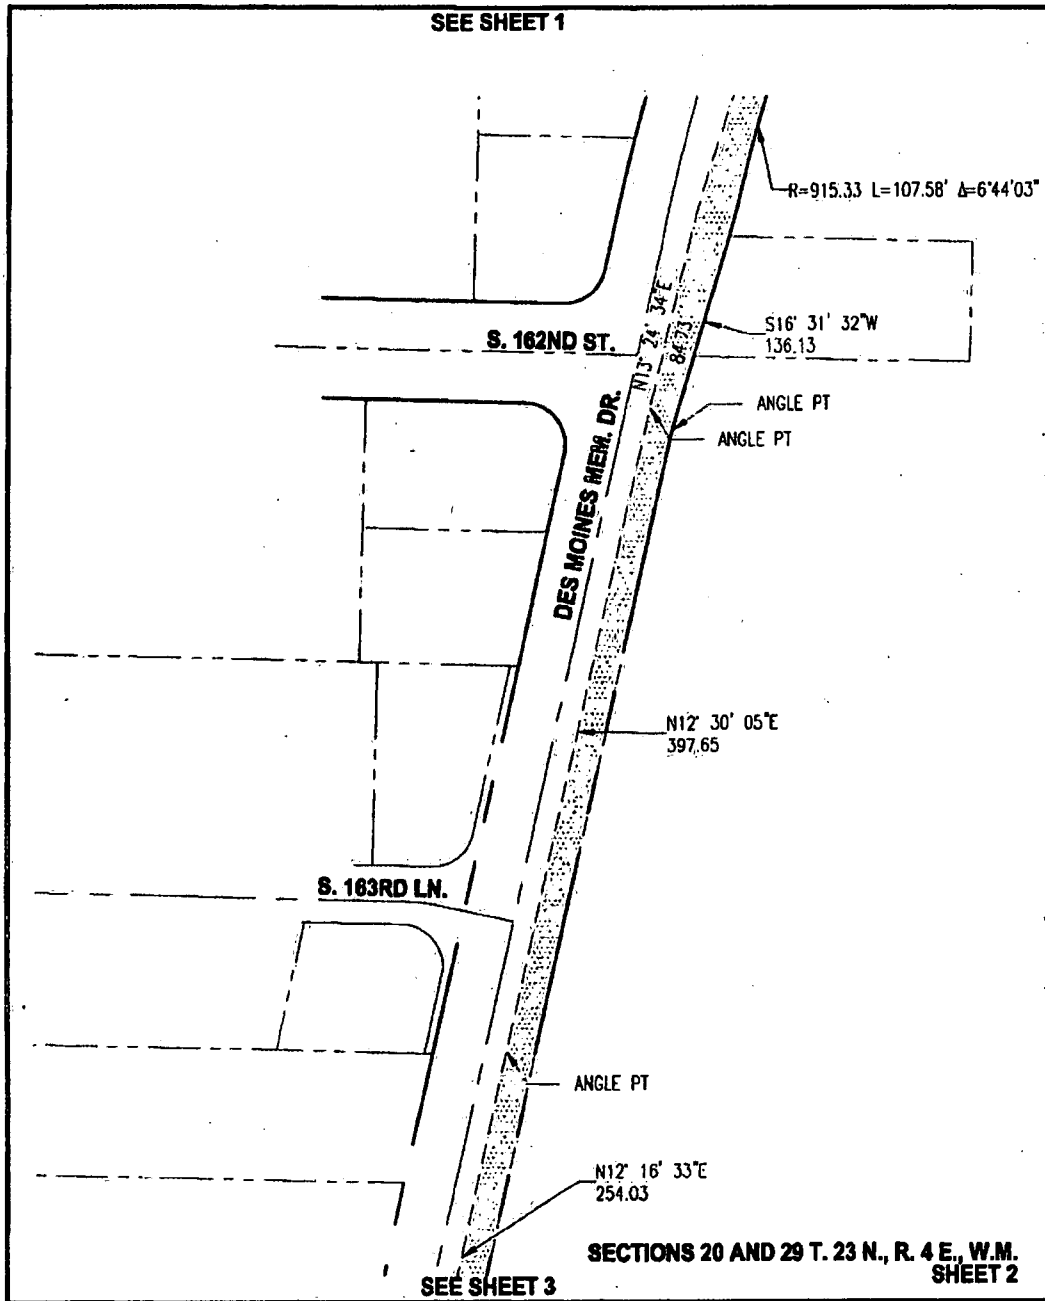 SEE SHEET 1
R=915.33 L=107.58' Δ=6°44'03"
S16° 31' 32"W
136.13
S. 162ND ST.
N13° 24' 34"E
84.73
ANGLE PT
ANGLE PT
DES MOINES MEM. DR.
N12° 30' 05"E
397.65
S. 163RD LN.
ANGLE PT
N12° 16' 33"E
254.03
SECTIONS 20 AND 29 T. 23 N., R. 4 E., W.M.
SHEET 2
SEE SHEET 3